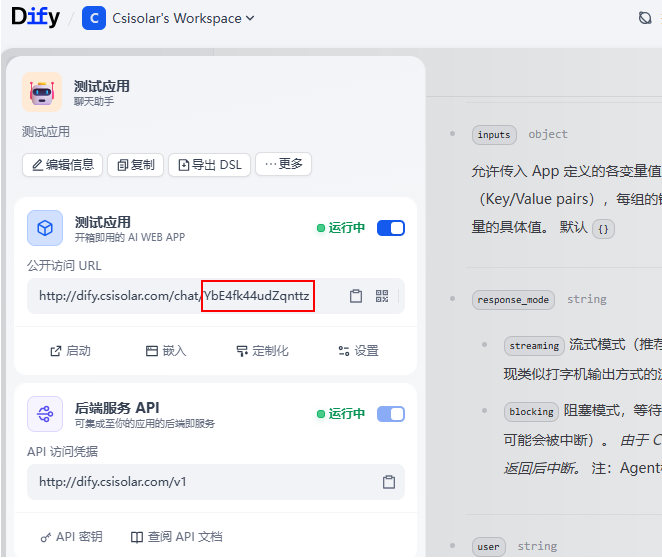 Dify / C Csisolar's Workspace
测试应用
聊天助手
测试应用
编辑信息 复制 导出 DSL ··· 更多
测试应用
开箱即用的 AI WEB APP
运行中
公开访问 URL
http://dify.csisolar.com/chat/YbE4fk44udZqnttz
启动 嵌入 定制化 设置
后端服务 API
可集成至你的应用的后端即服务
运行中
API 访问凭据
http://dify.csisolar.com/v1
API 密钥 查阅 API 文档
inputs object
允许传入 App 定义的各变量值
（Key/Value pairs），每组的
量的具体值。 默认 {}
response_mode string
streaming 流式模式（推荐
现类似打字机输出方式的
blocking 阻塞模式，等待
可能会被中断）。 由于 C
返回后中断。 注：Agent
user string